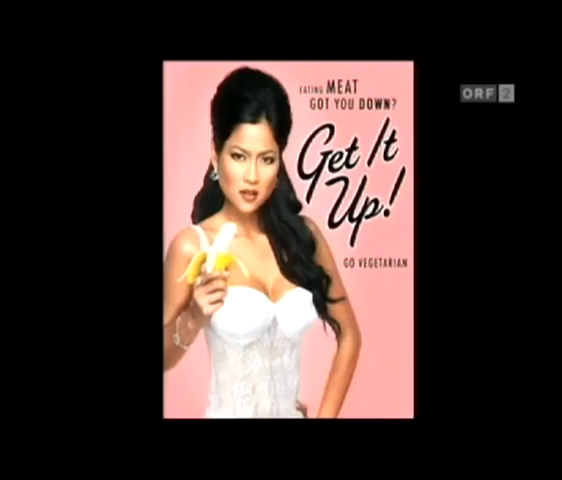 EATING MEAT
GOT YOU DOWN?
Get It
Up!
GO VEGETARIAN
ORF 2